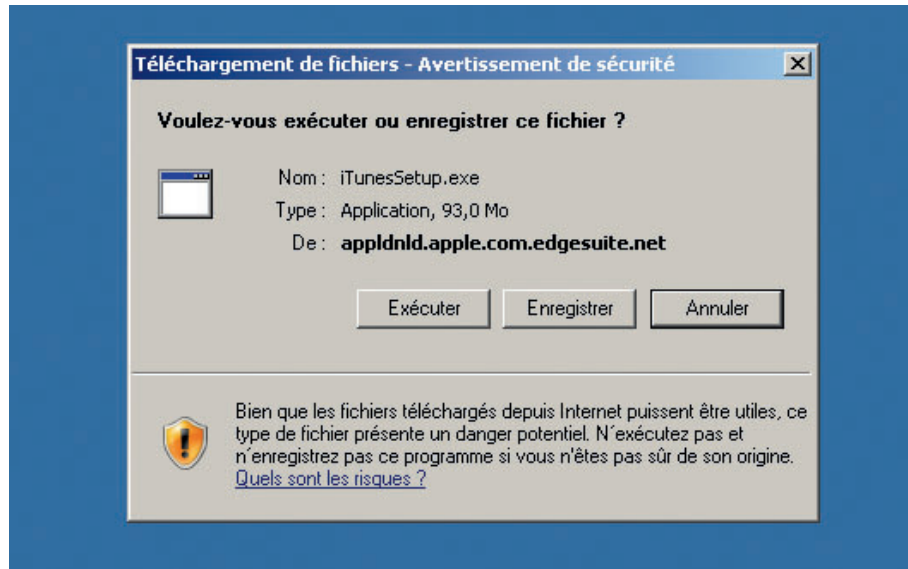 Téléchargement de fichiers - Avertissement de sécurité
Voulez-vous exécuter ou enregistrer ce fichier ?
Nom : iTunesSetup.exe
Type : Application, 93,0 Mo
De : appldnld.apple.com.edgesuite.net
Exécuter Enregistrer Annuler
Bien que les fichiers téléchargés depuis Internet puissent être utiles, ce
type de fichier présente un danger potentiel. N´exécutez pas et
n´enregistrez pas ce programme si vous n'êtes pas sûr de son origine.
Quels sont les risques ?